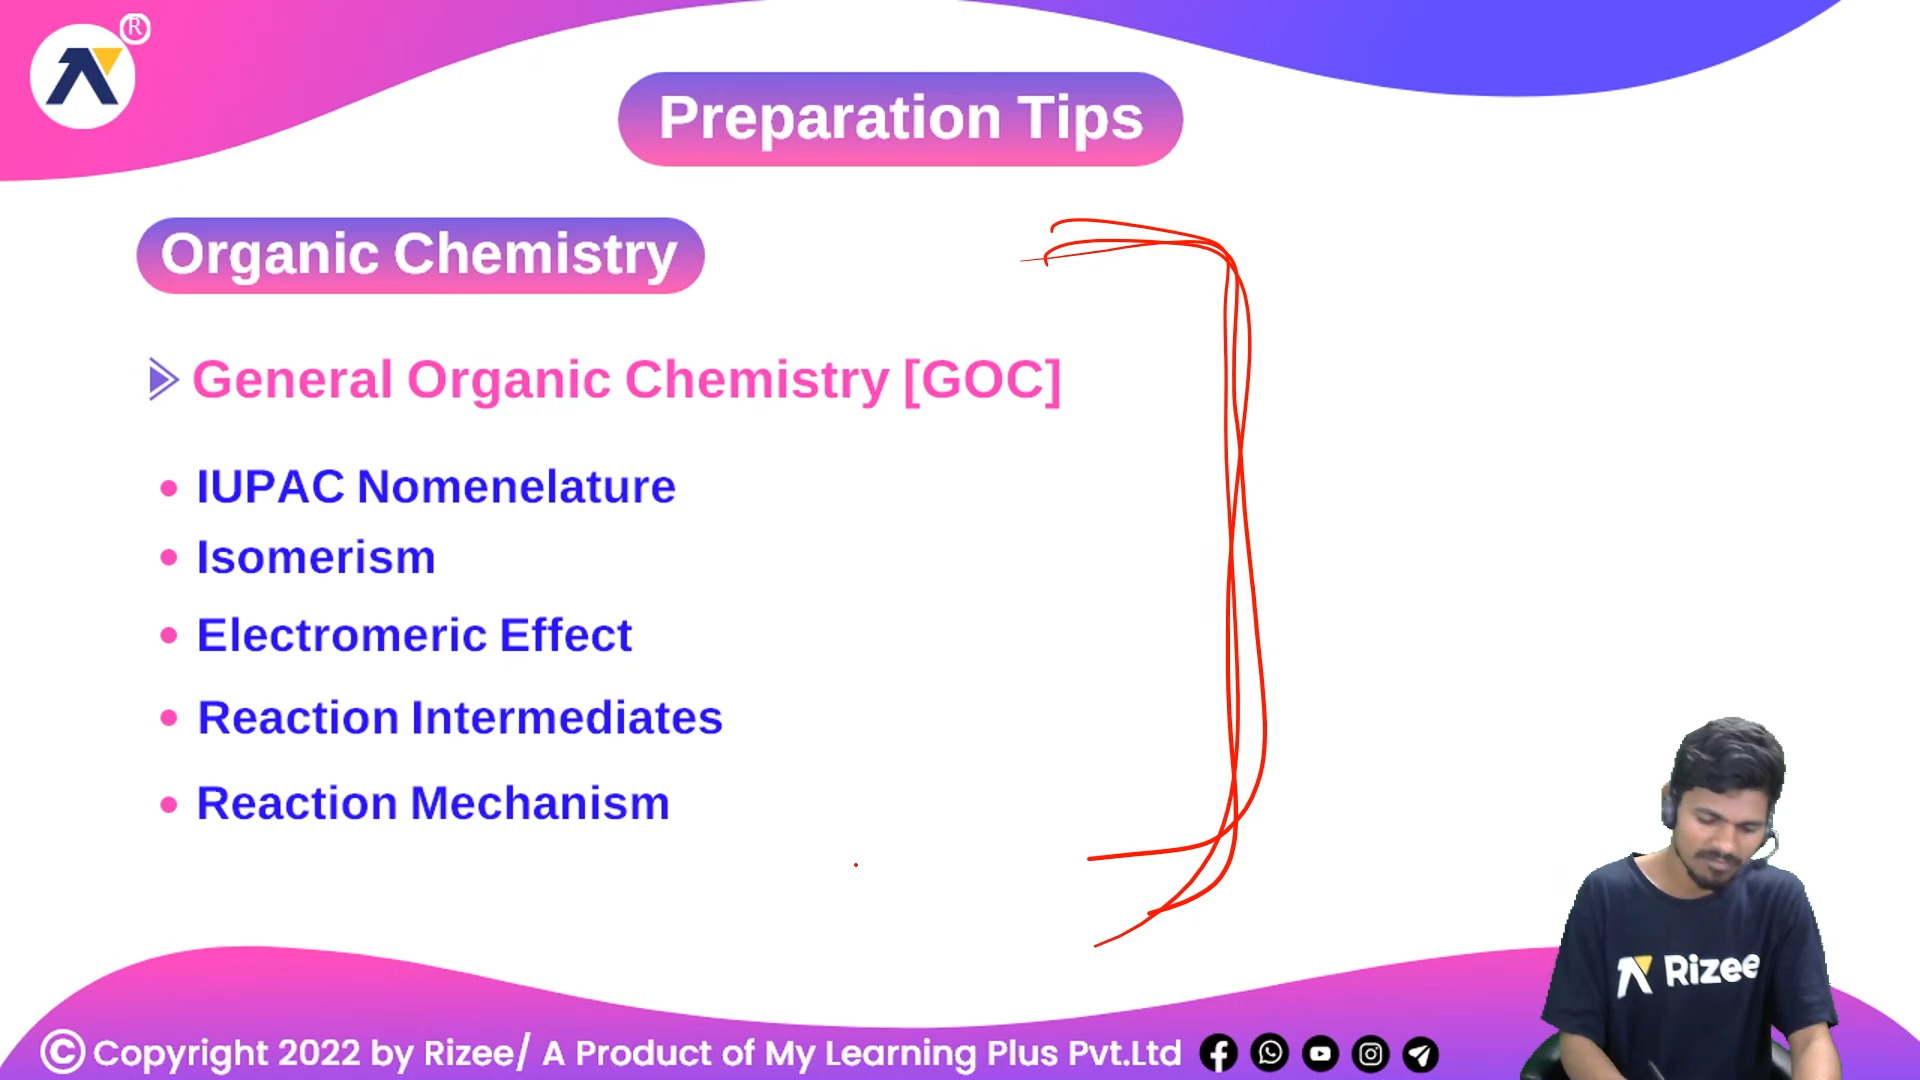 ®
Preparation Tips
Organic Chemistry
General Organic Chemistry [GOC]
IUPAC Nomenelature
Isomerism
Electromeric Effect
Reaction Intermediates
Reaction Mechanism
Rizee
© Copyright 2022 by Rizee/ A Product of My Learning Plus Pvt.Ltd